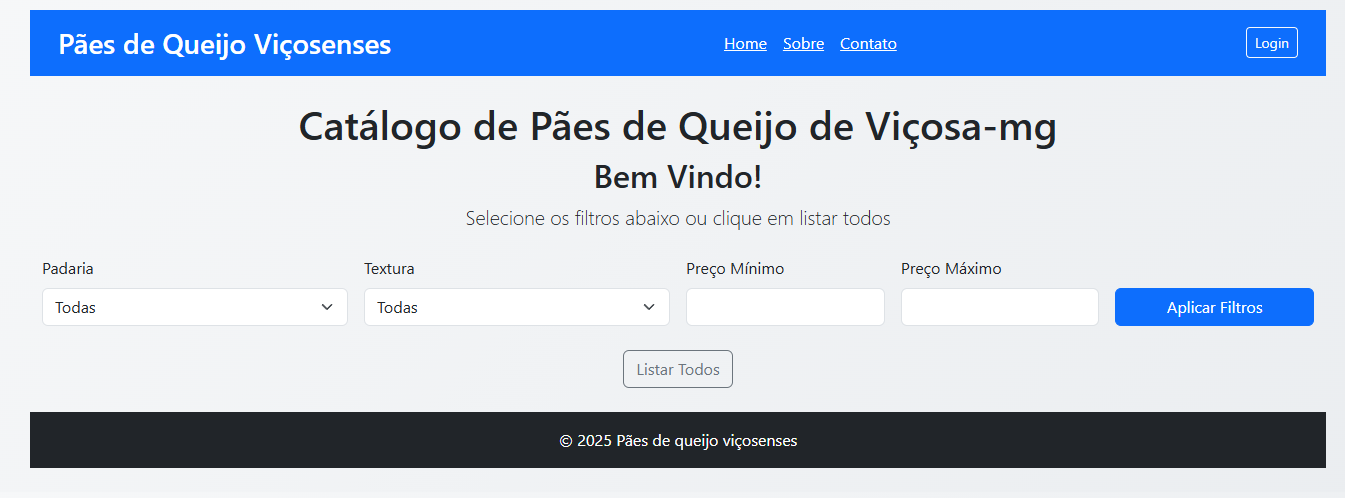 Pães de Queijo Viçosenses
Home Sobre Contato
Login
Catálogo de Pães de Queijo de Viçosa-mg
Bem Vindo!
Selecione os filtros abaixo ou clique em listar todos
Padaria Textura Preço Mínimo Preço Máximo
Todas Todas Aplicar Filtros
Listar Todos
© 2025 Pães de queijo viçosenses